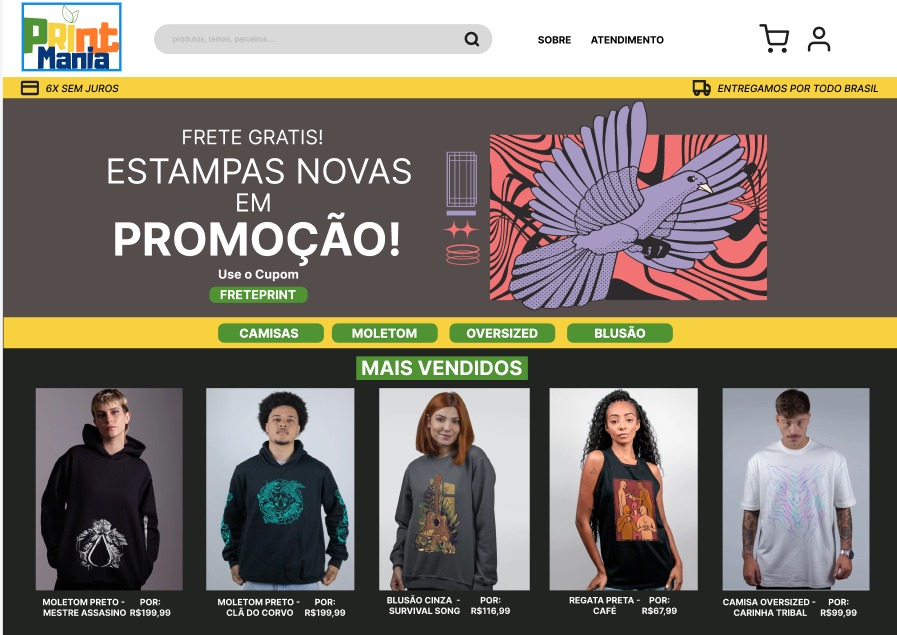 Print
Mania
produtos, temas, parceiros...
SOBRE
ATENDIMENTO
6X SEM JUROS
ENTREGAMOS POR TODO BRASIL
FRETE GRATIS!
ESTAMPAS NOVAS
EM
PROMOÇÃO!
Use o Cupom
FRETEPRINT
CAMISAS
MOLETOM
OVERSIZED
BLUSÃO
MAIS VENDIDOS
MOLETOM PRETO -
MESTRE ASSASINO
POR:
R$199,99
MOLETOM PRETO -
CLÃ DO CORVO
POR:
R$199,99
BLUSÃO CINZA -
SURVIVAL SONG
POR:
R$116,99
REGATA PRETA -
CAFÉ
POR:
R$67,99
CAMISA OVERSIZED -
CARINHA TRIBAL
POR:
R$99,99